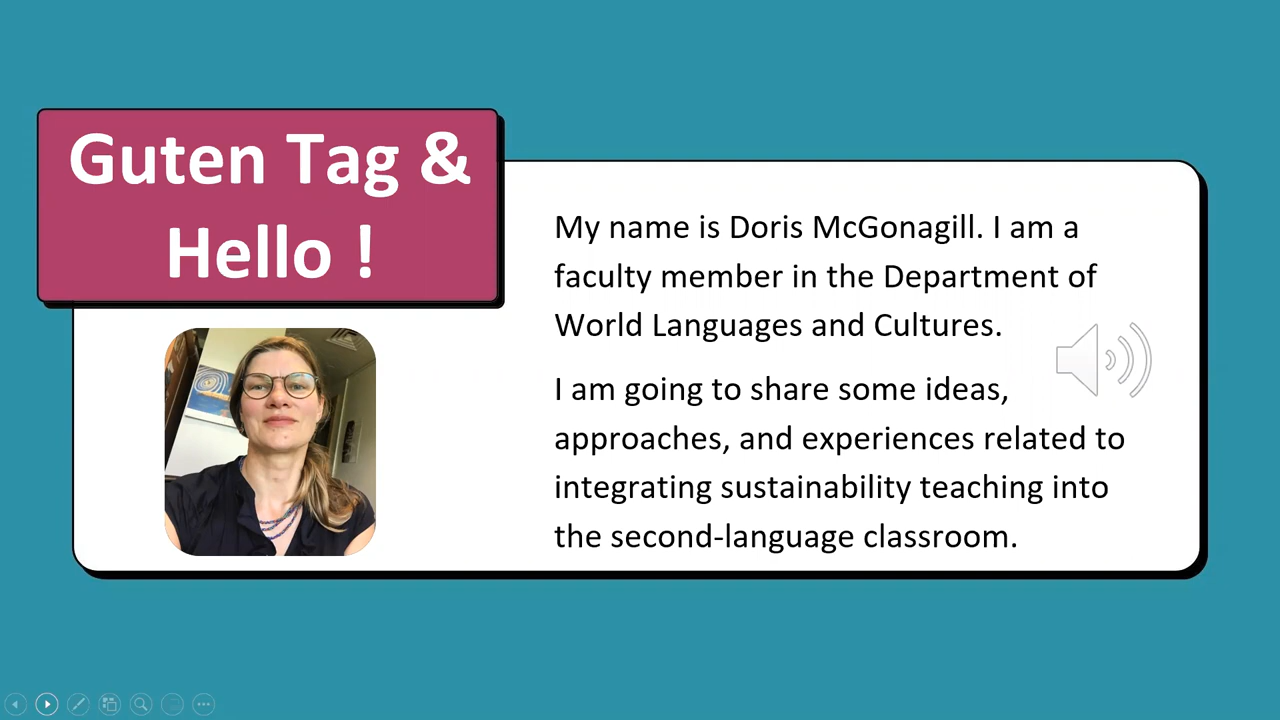 Guten Tag &
Hello !
My name is Doris McGonagill. I am a
faculty member in the Department of
World Languages and Cultures.
I am going to share some ideas,
approaches, and experiences related to
integrating sustainability teaching into
the second-language classroom.